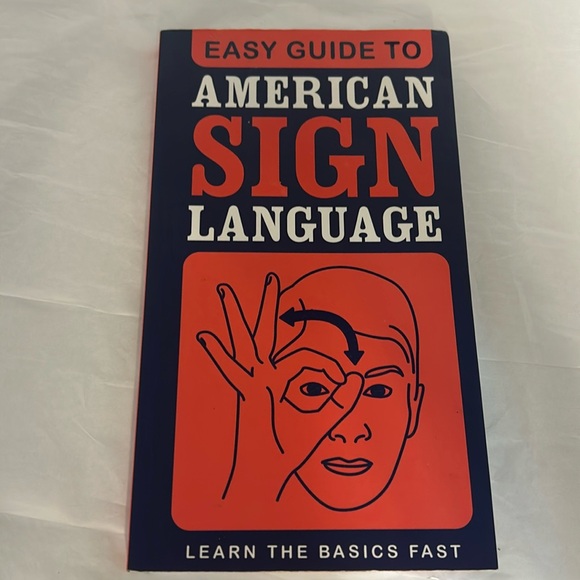 EASY GUIDE TO
AMERICAN
SIGN
LANGUAGE
LEARN THE BASICS FAST